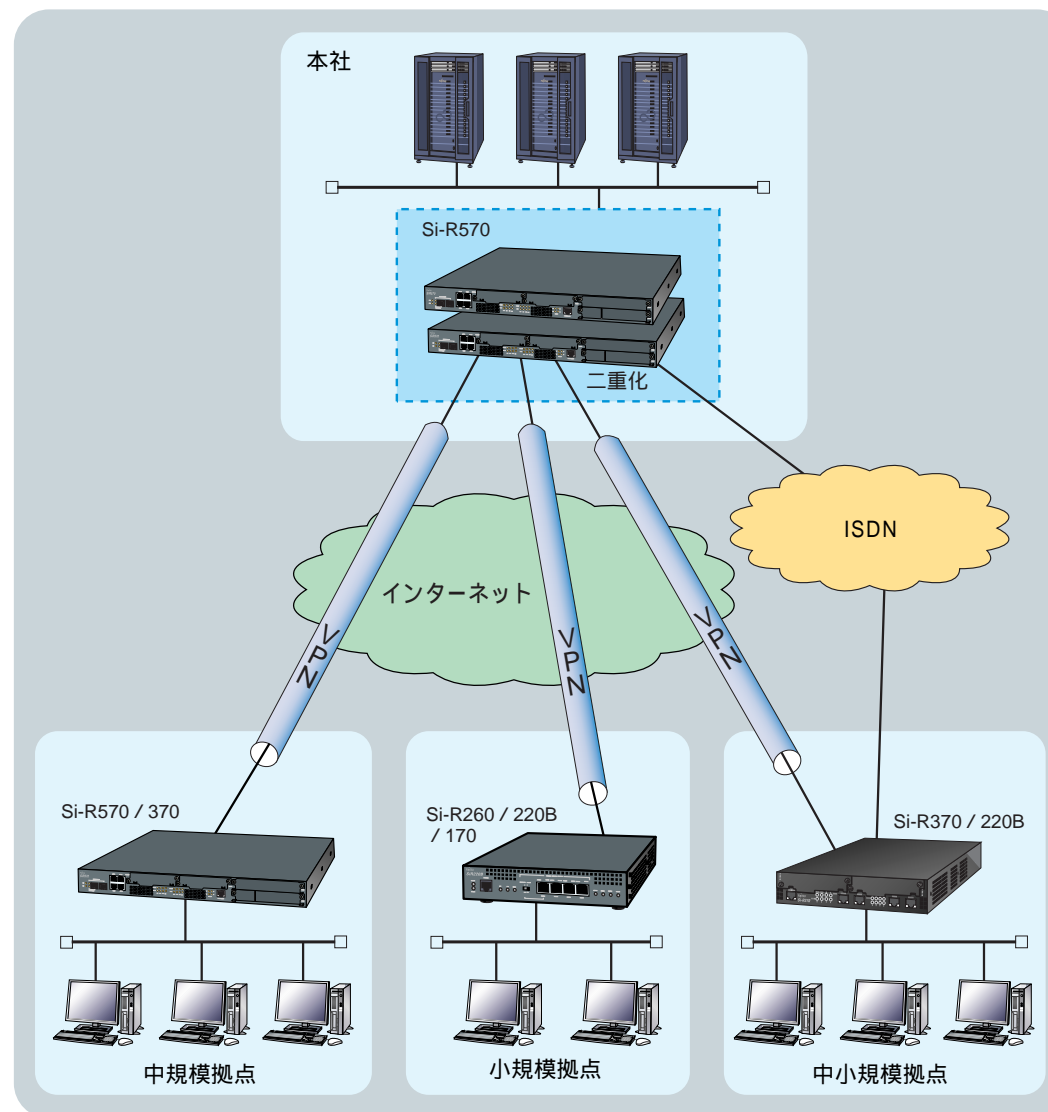 本社
Si-R570
二重化
ISDN
インターネット
VPN
VPN
VPN
Si-R570 / 370
Si-R260 / 220B
/ 170
Si-R370 / 220B
中規模拠点
小規模拠点
中小規模拠点